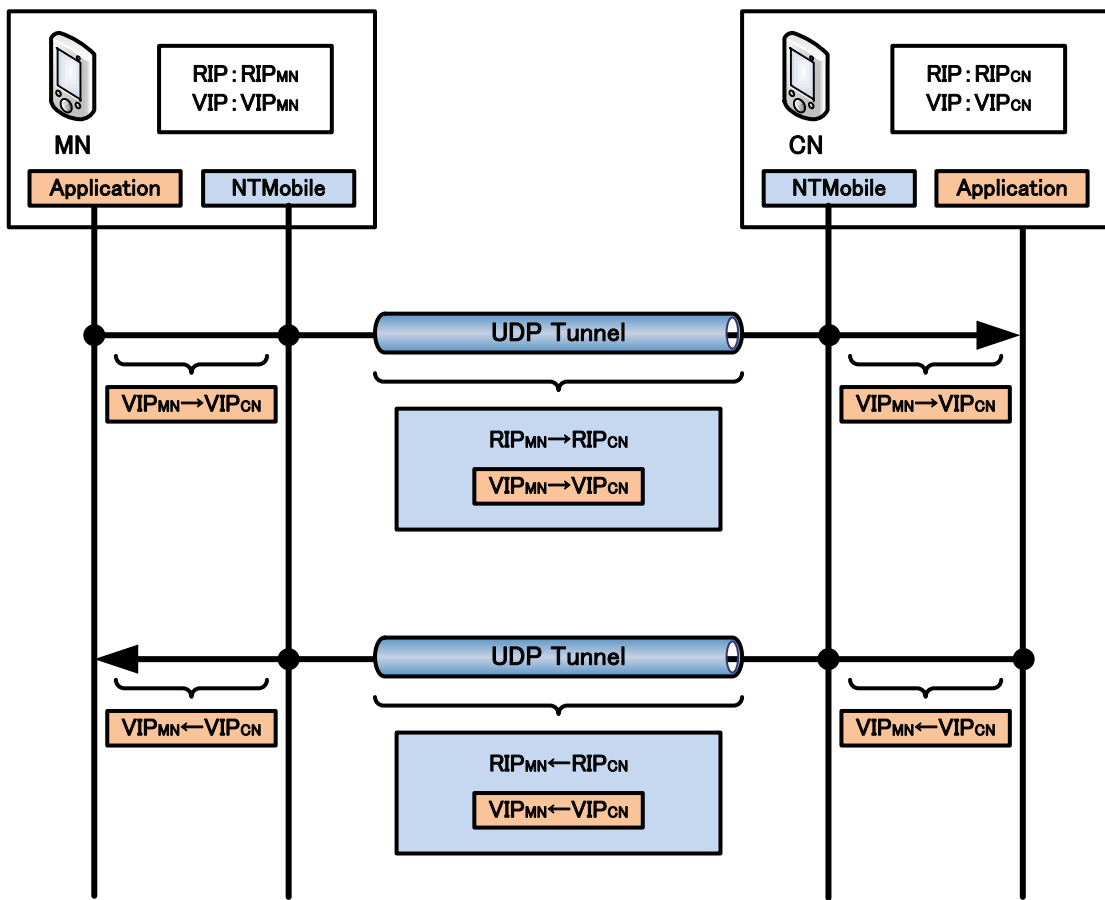 RIP : RIPMN
VIP : VIPMN
MN
Application
NTMobile
RIP : RIPCN
VIP : VIPCN
CN
NTMobile
Application
UDP Tunnel
VIPMN→VIPCN
VIPMN→VIPCN
RIPMN→RIPCN
VIPMN→VIPCN
UDP Tunnel
VIPMN←VIPCN
VIPMN←VIPCN
RIPMN←RIPCN
VIPMN←VIPCN